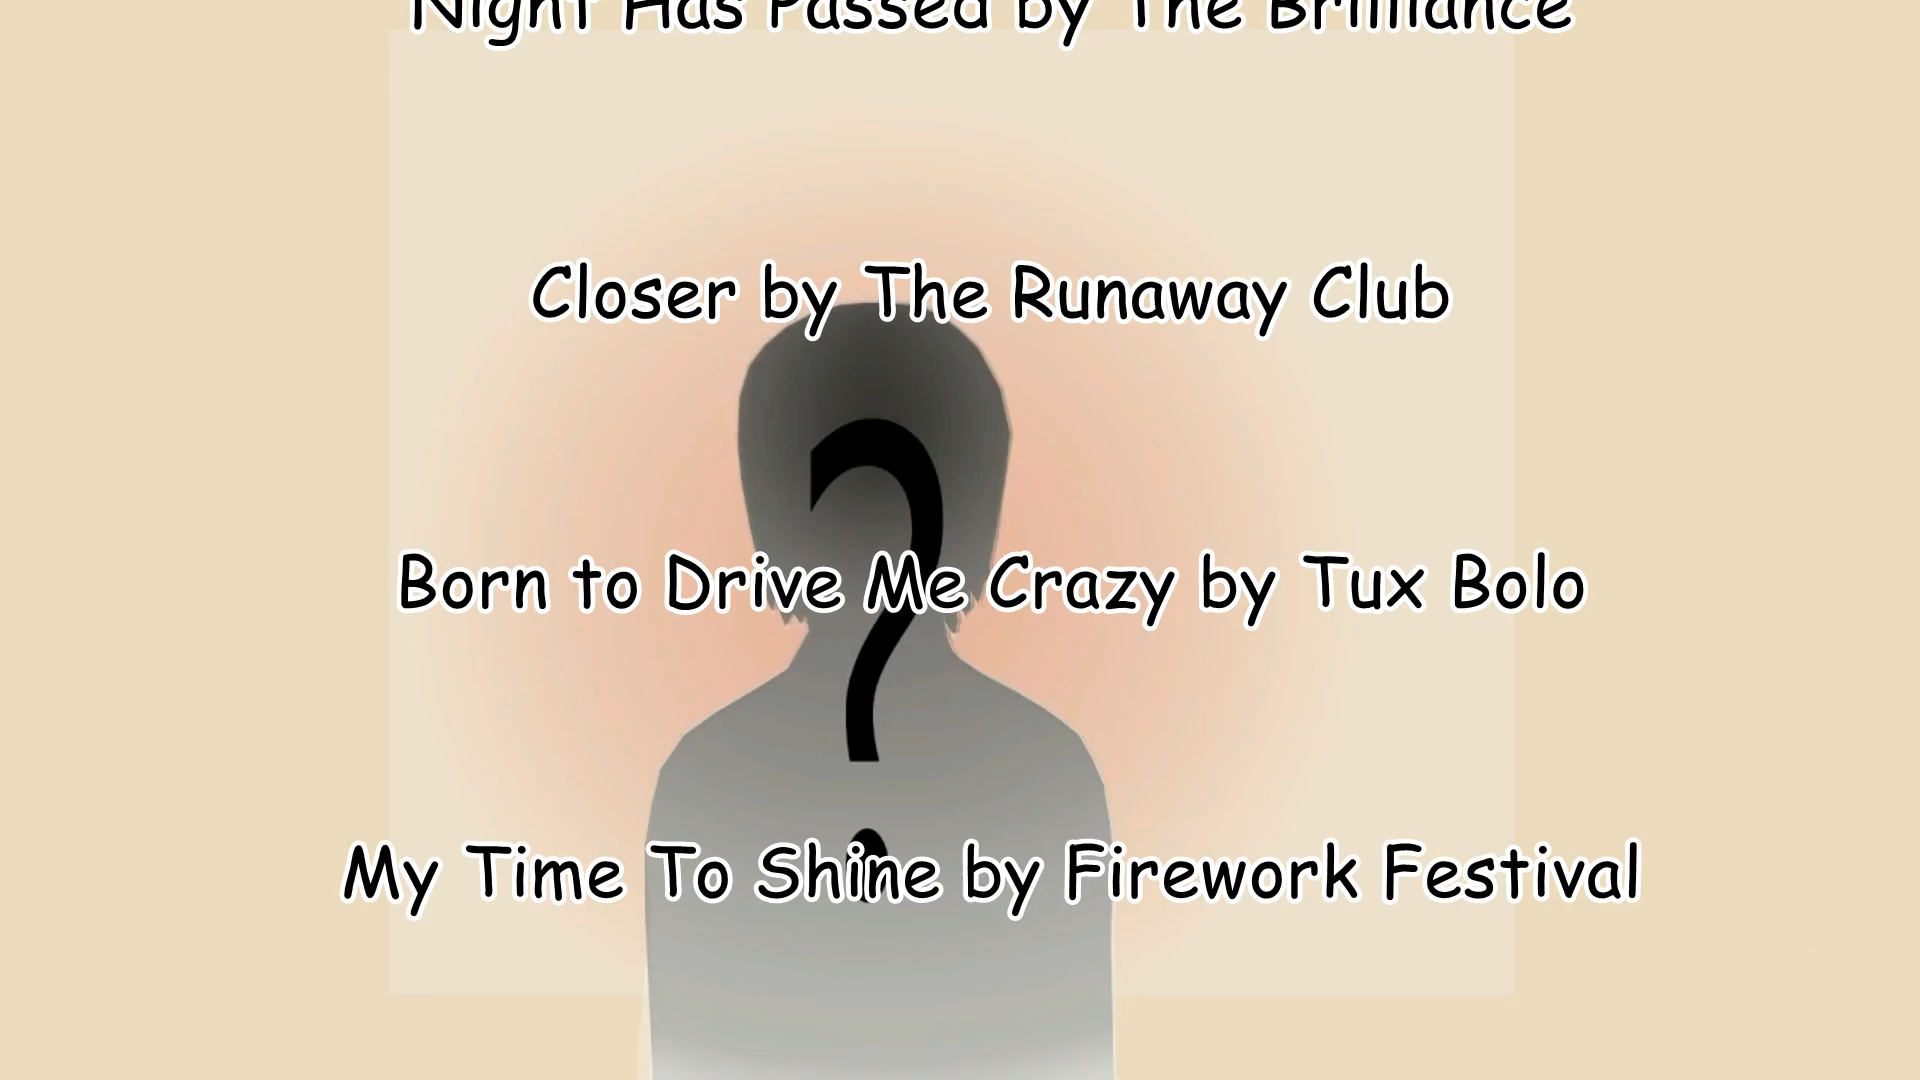 Night Has Passed by The Brilliance
Closer by The Runaway Club
Born to Drive Me Crazy by Tux Bolo
My Time To Shine by Firework Festival
?